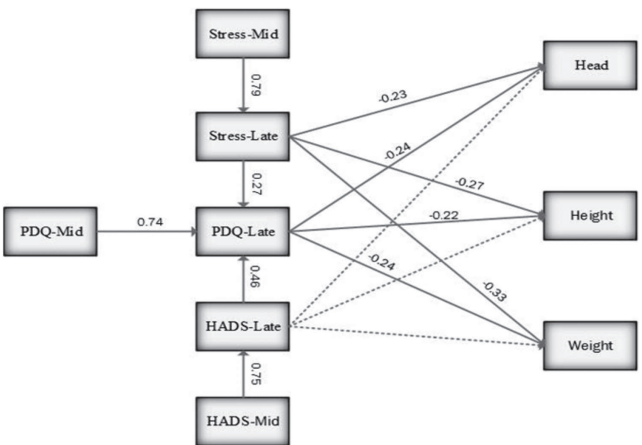 Stress-Mid
Head
0.79
-0.23
Stress-Late
-0.24
0.27
-0.27
PDQ-Mid
0.74
PDQ-Late
-0.22
Height
-0.24
0.46
-0.33
HADS-Late
Weight
0.75
HADS-Mid